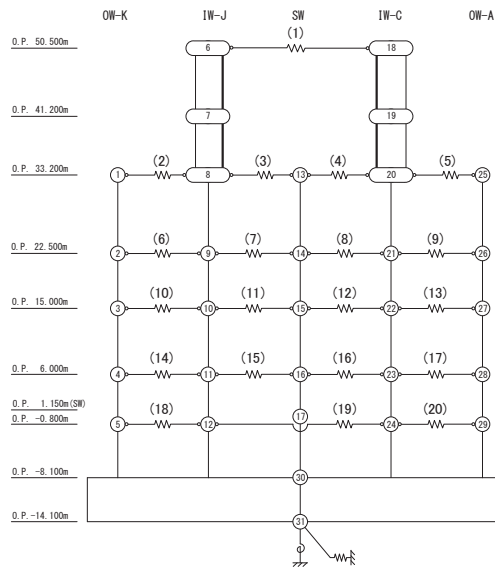 OW-K IW-J SW IW-C OW-A
(1)
O.P. 50.500m 6 18
O.P. 41.200m 7 19
(2) (3) (4) (5)
O.P. 33.200m 1 8 13 20 25
(6) (7) (8) (9)
O.P. 22.500m 2 9 14 21 26
(10) (11) (12) (13)
O.P. 15.000m 3 10 15 22 27
(14) (15) (16) (17)
O.P. 6.000m 4 11 16 23 28
O.P. 1.150m(SW) 17
(18) (19) (20)
O.P. -0.800m 5 12 24 29
O.P. -8.100m 30
O.P.-14.100m 31